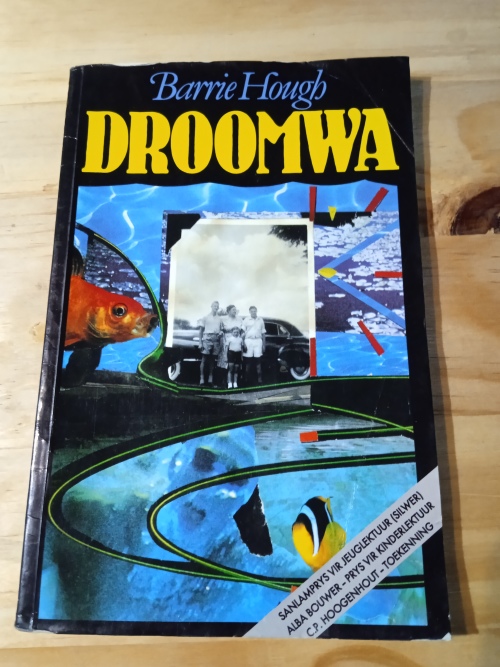 Barrie Hough
DROOMWA
SANLAMPRYS VIR JEUGLEKTUUR (SILWER)
ALBA BOUWER – PRYS VIR KINDERLEKTUUR
C.P. HOOGENHOUT – TOEKENNING